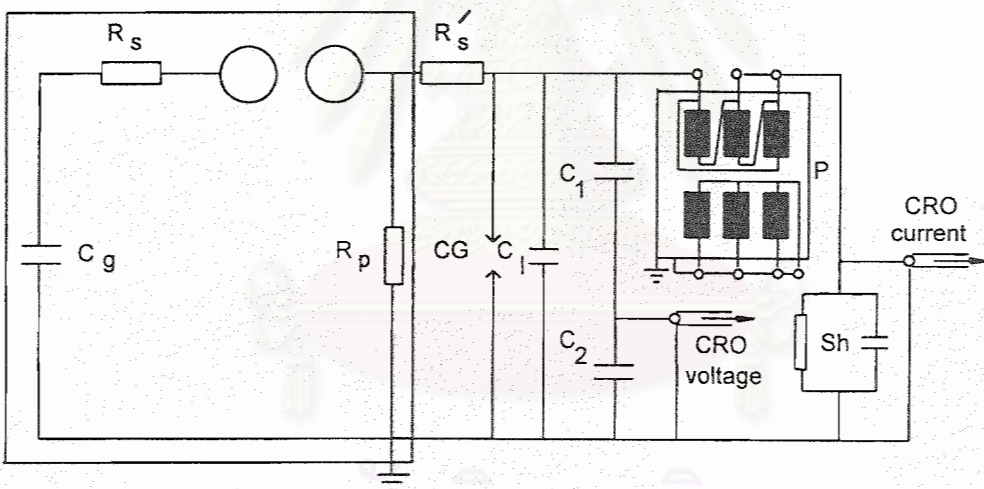 R s
R s ′
C g
R p
CG
C l
C 1
C 2
P
CRO
voltage
CRO
current
Sh